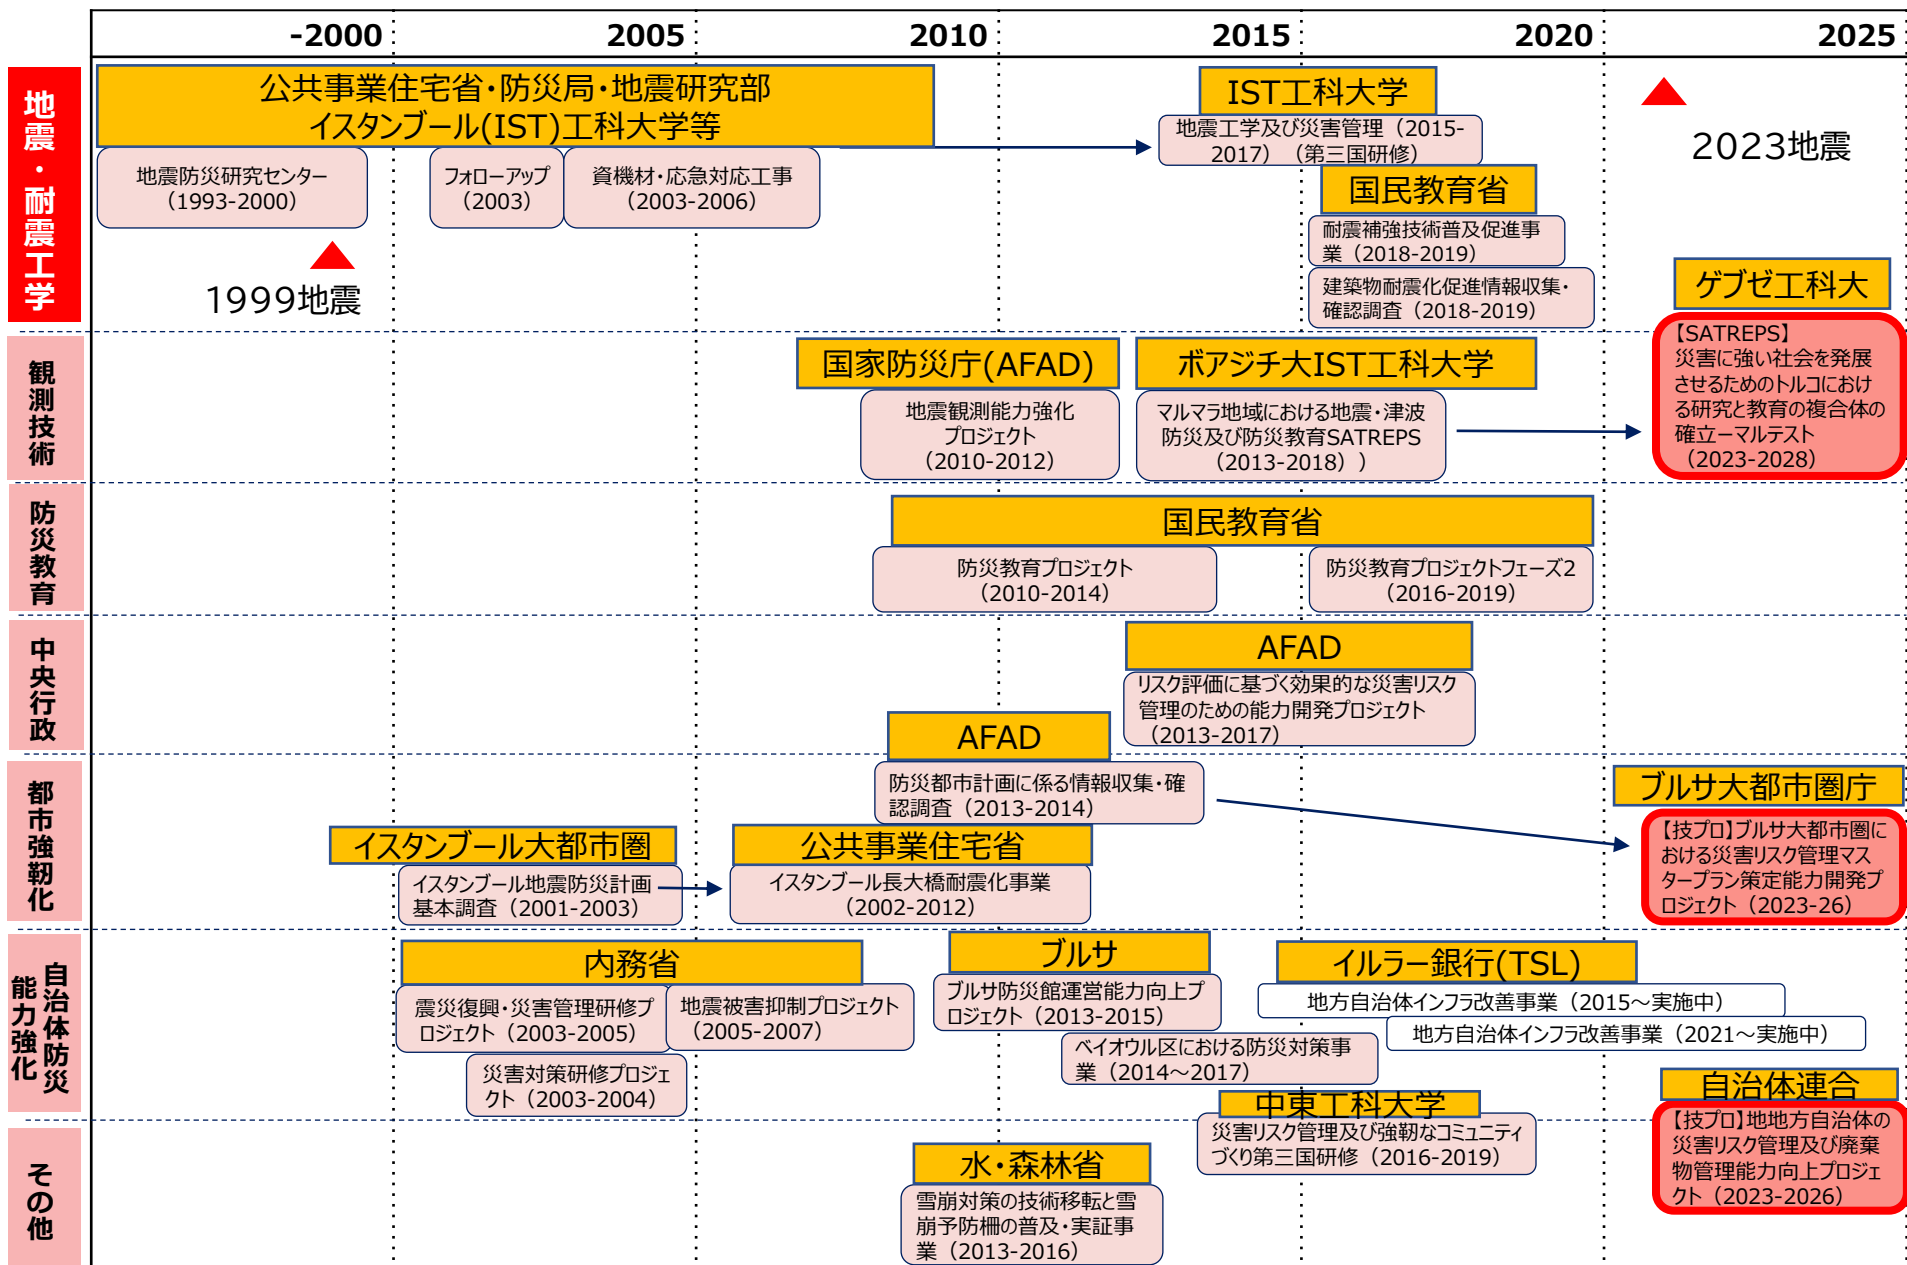 -2000
2005
2010
2015
2020
2025
地震・耐震工学
公共事業住宅省・防災局・地震研究部
イスタンブール(IST)工科大学等
地震防災研究センター
（1993-2000）
フォローアップ
（2003）
資機材・応急対応工事
（2003-2006）
1999地震
IST工科大学
地震工学及び災害管理（2015-
2017）（第三国研修）
国民教育省
耐震補強技術普及促進事
業（2018-2019）
建築物耐震化促進情報収集・
確認調査（2018-2019）
2023地震
ゲブゼ工科大
【SATREPS】
災害に強い社会を発展
させるためのトルコにおけ
る研究と教育の複合体の
確立ーマルテスト
（2023-2028）
観測技術
国家防災庁(AFAD)
地震観測能力強化
プロジェクト
（2010-2012）
ボアジチ大IST工科大学
マルマラ地域における地震・津波
防災及び防災教育SATREPS
（2013-2018））
防災教育
国民教育省
防災教育プロジェクト
（2010-2014）
防災教育プロジェクトフェーズ2
（2016-2019）
中央行政
AFAD
リスク評価に基づく効果的な災害リスク
管理のための能力開発プロジェクト
（2013-2017）
都市強靭化
AFAD
防災都市計画に係る情報収集・確
認調査（2013-2014）
イスタンブール大都市圏
イスタンブール地震防災計画
基本調査（2001-2003）
公共事業住宅省
イスタンブール長大橋耐震化事業
（2002-2012）
ブルサ大都市圏庁
【技プロ】ブルサ大都市圏に
おける災害リスク管理マス
タープラン策定能力開発プ
ロジェクト（2023-26）
自治体防災
能力強化
内務省
震災復興・災害管理研修プ
ロジェクト（2003-2005）
地震被害抑制プロジェクト
（2005-2007）
災害対策研修プロジェ
クト（2003-2004）
ブルサ
ブルサ防災館運営能力向上プ
ロジェクト（2013-2015）
ベイオウル区における防災対策事
業（2014～2017）
イルラー銀行(TSL)
地方自治体インフラ改善事業（2015～実施中）
地方自治体インフラ改善事業（2021～実施中）
中東工科大学
災害リスク管理及び強靭なコミュニティ
づくり第三国研修（2016-2019）
自治体連合
【技プロ】地地方自治体の
災害リスク管理及び廃棄
物管理能力向上プロジェ
クト（2023-2026）
その他
水・森林省
雪崩対策の技術移転と雪
崩予防柵の普及・実証事
業（2013-2016）